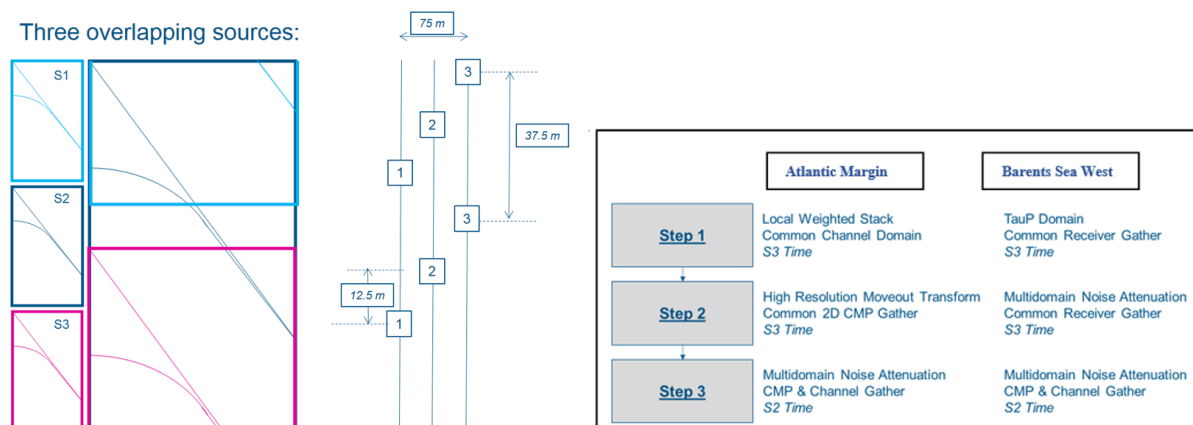 Three overlapping sources:
S1
S2
S3
75 m
3
2
37.5 m
1
3
2
12.5 m
1
Atlantic Margin
Barents Sea West
Step 1
Local Weighted Stack
Common Channel Domain
S3 Time
TauP Domain
Common Receiver Gather
S3 Time
Step 2
High Resolution Moveout Transform
Common 2D CMP Gather
S3 Time
Multidomain Noise Attenuation
Common Receiver Gather
S3 Time
Step 3
Multidomain Noise Attenuation
CMP & Channel Gather
S2 Time
Multidomain Noise Attenuation
CMP & Channel Gather
S2 Time